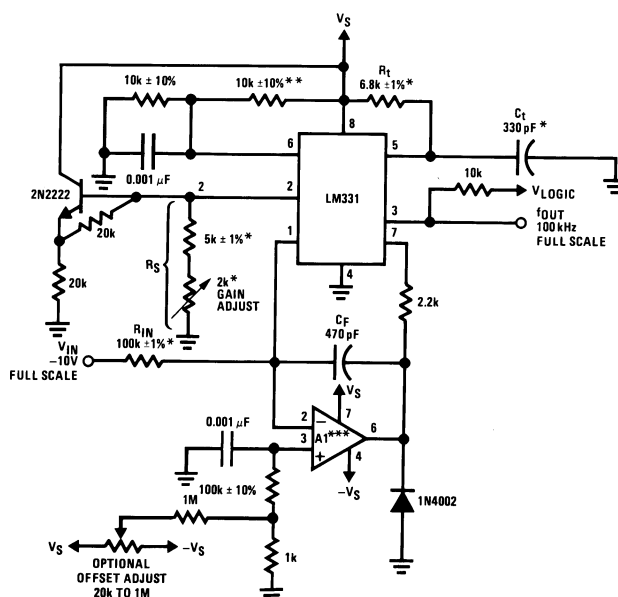 VS
10k ± 10%
10k ±10%**
Rt
6.8k ±1%*
Ct
330 pF*
8
6
5
0.001 µF
10k
VLOGIC
2N2222
2
2
LM331
3
fOUT
100 kHz
FULL SCALE
20k
5k ± 1%*
1
7
RS
4
20k
2k*
GAIN
ADJUST
2.2k
VIN
−10V
FULL SCALE
RIN
100k ±1%*
CF
470 pF
VS
0.001 µF
2
−
7
6
3
A1***
+
4
−VS
1N4002
100k ± 10%
1M
VS
−VS
1k
OPTIONAL
OFFSET ADJUST
20k TO 1M